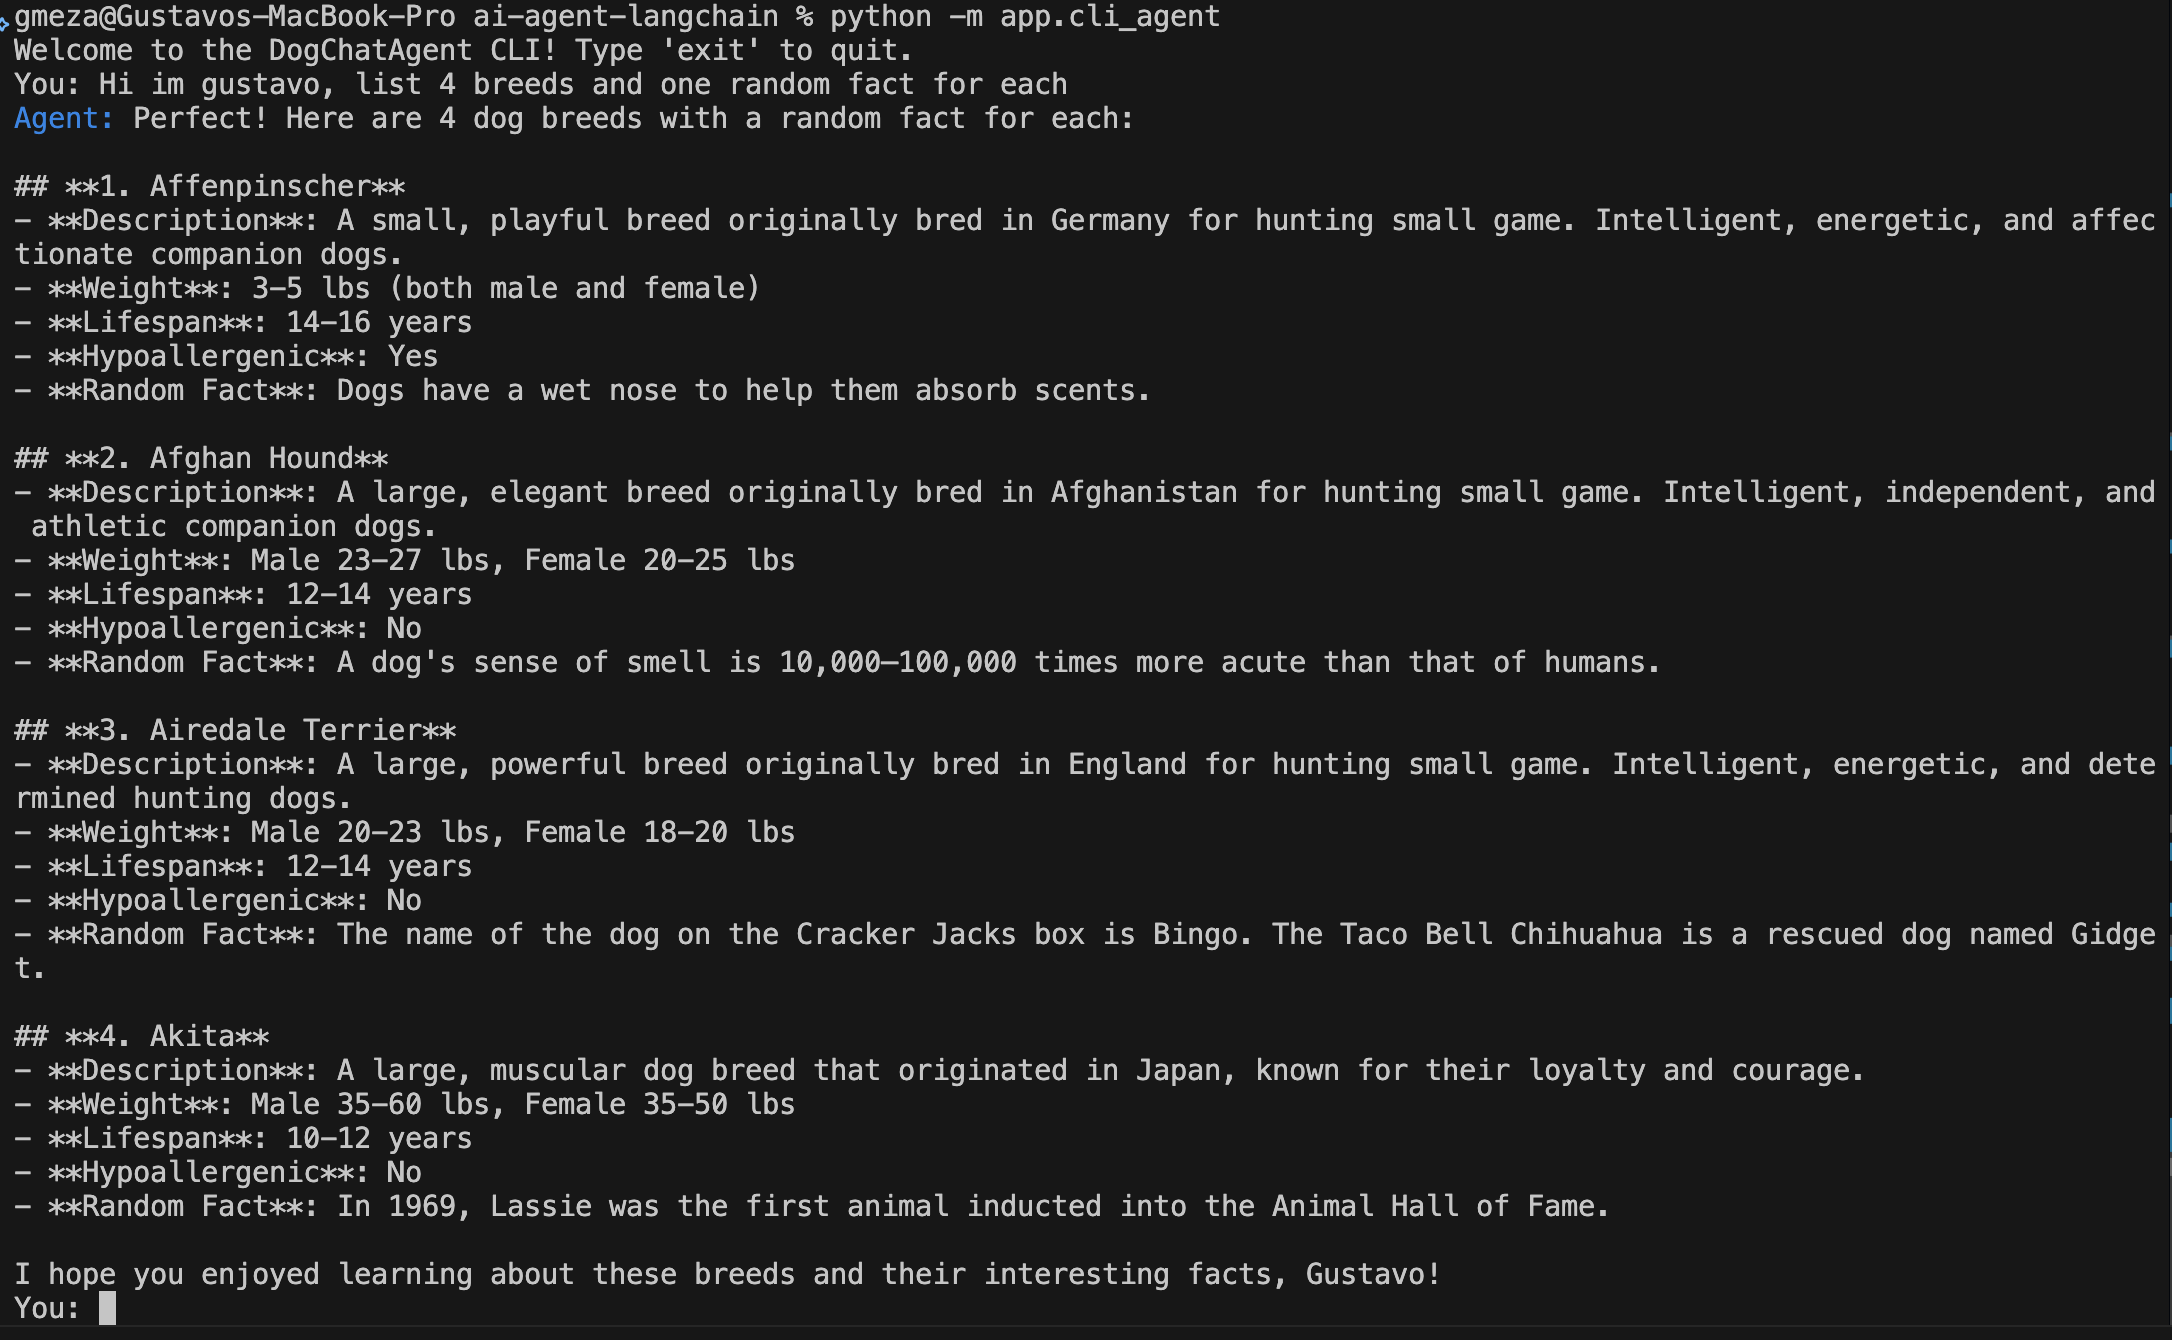 gmeza@Gustavos-MacBook-Pro ai-agent-langchain % python -m app.cli_agent
Welcome to the DogChatAgent CLI! Type 'exit' to quit.
You: Hi im gustavo, list 4 breeds and one random fact for each
Agent: Perfect! Here are 4 dog breeds with a random fact for each:

## **1. Affenpinscher**
- **Description**: A small, playful breed originally bred in Germany for hunting small game. Intelligent, energetic, and affec
tionate companion dogs.
- **Weight**: 3-5 lbs (both male and female)
- **Lifespan**: 14-16 years
- **Hypoallergenic**: Yes
- **Random Fact**: Dogs have a wet nose to help them absorb scents.

## **2. Afghan Hound**
- **Description**: A large, elegant breed originally bred in Afghanistan for hunting small game. Intelligent, independent, and
 athletic companion dogs.
- **Weight**: Male 23-27 lbs, Female 20-25 lbs
- **Lifespan**: 12-14 years
- **Hypoallergenic**: No
- **Random Fact**: A dog's sense of smell is 10,000–100,000 times more acute than that of humans.

## **3. Airedale Terrier**
- **Description**: A large, powerful breed originally bred in England for hunting small game. Intelligent, energetic, and dete
rmined hunting dogs.
- **Weight**: Male 20-23 lbs, Female 18-20 lbs
- **Lifespan**: 12-14 years
- **Hypoallergenic**: No
- **Random Fact**: The name of the dog on the Cracker Jacks box is Bingo. The Taco Bell Chihuahua is a rescued dog named Gidge
t.

## **4. Akita**
- **Description**: A large, muscular dog breed that originated in Japan, known for their loyalty and courage.
- **Weight**: Male 35-60 lbs, Female 35-50 lbs
- **Lifespan**: 10-12 years
- **Hypoallergenic**: No
- **Random Fact**: In 1969, Lassie was the first animal inducted into the Animal Hall of Fame.

I hope you enjoyed learning about these breeds and their interesting facts, Gustavo!
You: